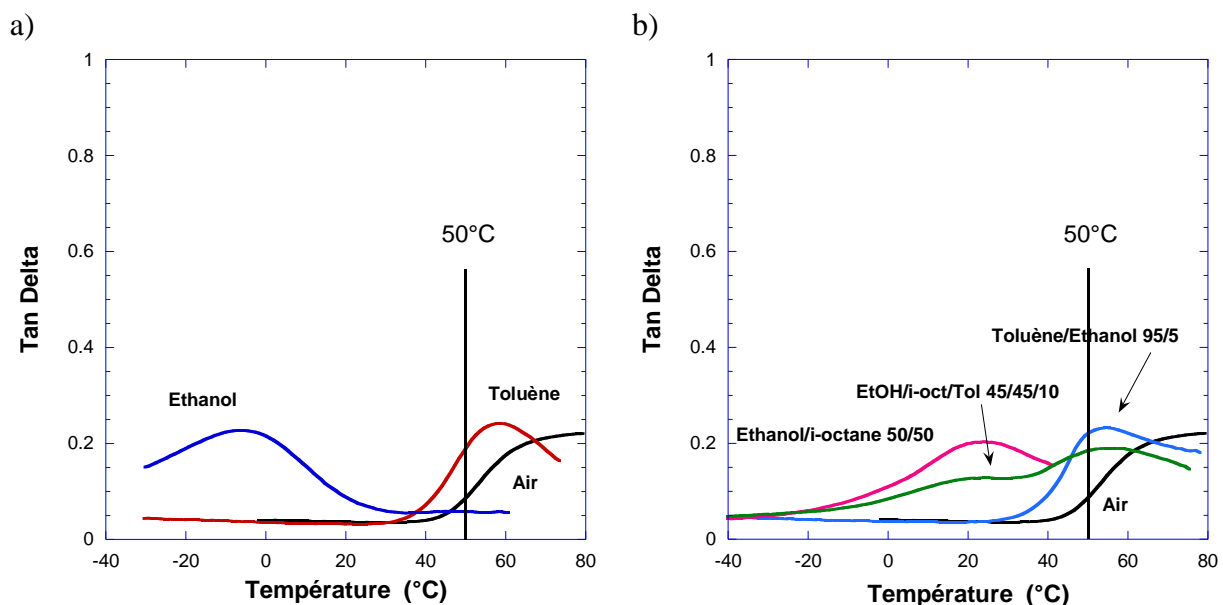 a)
1
0.8
0.6
0.4
0.2
0
-40 -20 0 20 40 60 80
Tan Delta
Température (°C)
50°C
Ethanol
Toluène
Air
b)
1
0.8
0.6
0.4
0.2
0
-40 -20 0 20 40 60 80
Tan Delta
Température (°C)
50°C
Toluène/Ethanol 95/5
EtOH/i-oct/Tol 45/45/10
Ethanol/i-octane 50/50
Air